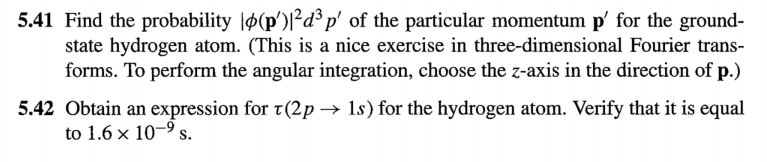 5.41 Find the probability |ϕ(p′)|²d³p′ of the particular momentum p′ for the ground-
state hydrogen atom. (This is a nice exercise in three-dimensional Fourier trans-
forms. To perform the angular integration, choose the z-axis in the direction of p.)
5.42 Obtain an expression for τ(2p → 1s) for the hydrogen atom. Verify that it is equal
to 1.6 × 10⁻⁹ s.